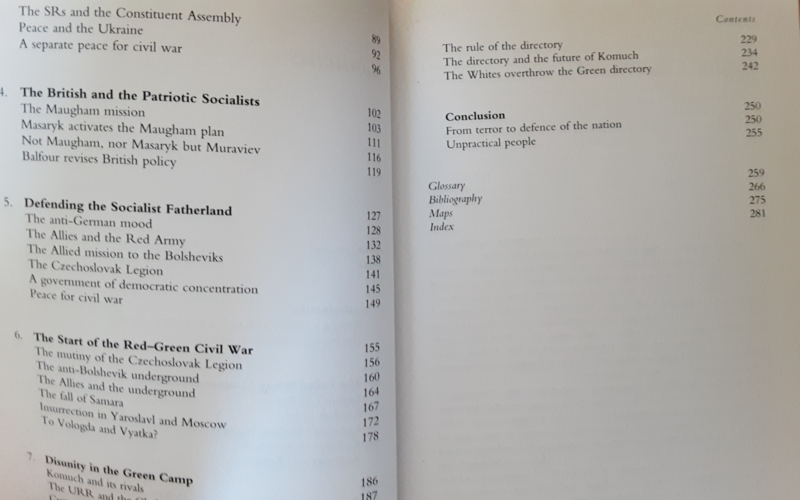 The SRs and the Constituent Assembly 89
Peace and the Ukraine 92
A separate peace for civil war 96
4. The British and the Patriotic Socialists 102
The Maugham mission 103
Masaryk activates the Maugham plan 111
Not Maugham, nor Masaryk but Muraviev 116
Balfour revises British policy 119
5. Defending the Socialist Fatherland 127
The anti-German mood 128
The Allies and the Red Army 132
The Allied mission to the Bolsheviks 138
The Czechoslovak Legion 141
A government of democratic concentration 145
Peace for civil war 149
6. The Start of the Red–Green Civil War 155
The mutiny of the Czechoslovak Legion 156
The anti-Bolshevik underground 160
The Allies and the underground 164
The fall of Samara 167
Insurrection in Yaroslavl and Moscow 172
To Vologda and Vyatka? 178
7. Disunity in the Green Camp 186
Komuch and its rivals 187
The URR and the
Contents
The rule of the directory 229
The directory and the future of Komuch 234
The Whites overthrow the Green directory 242
Conclusion 250
From terror to defence of the nation 250
Unpractical people 255
Glossary 259
Bibliography 266
Maps 275
Index 281